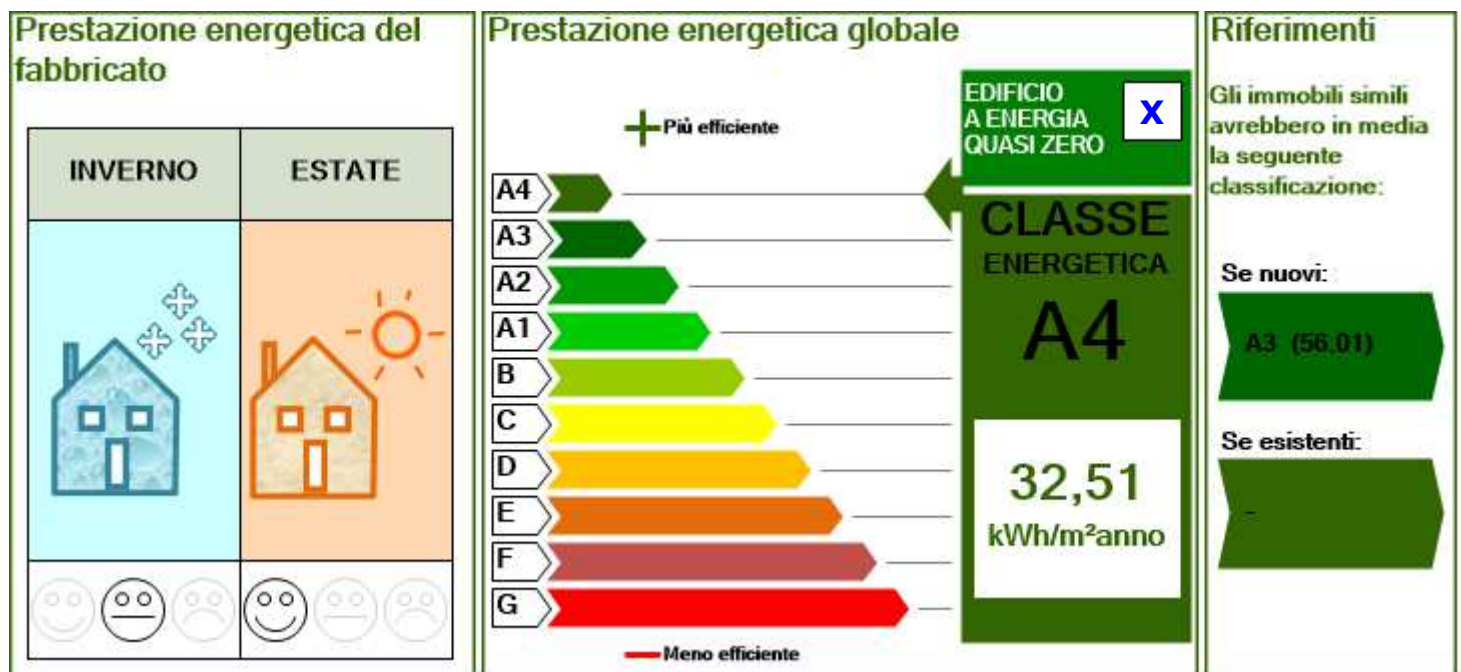 Prestazione energetica del
fabbricato
INVERNO
ESTATE
Prestazione energetica globale
Più efficiente
A4
A3
A2
A1
B
C
D
E
F
G
Meno efficiente
EDIFICIO
A ENERGIA
QUASI ZERO
X
CLASSE
ENERGETICA
A4
32,51
kWh/m²anno
Riferimenti
Gli immobili simili
avrebbero in media
la seguente
classificazione:
Se nuovi:
A3 (56,01)
Se esistenti:
-